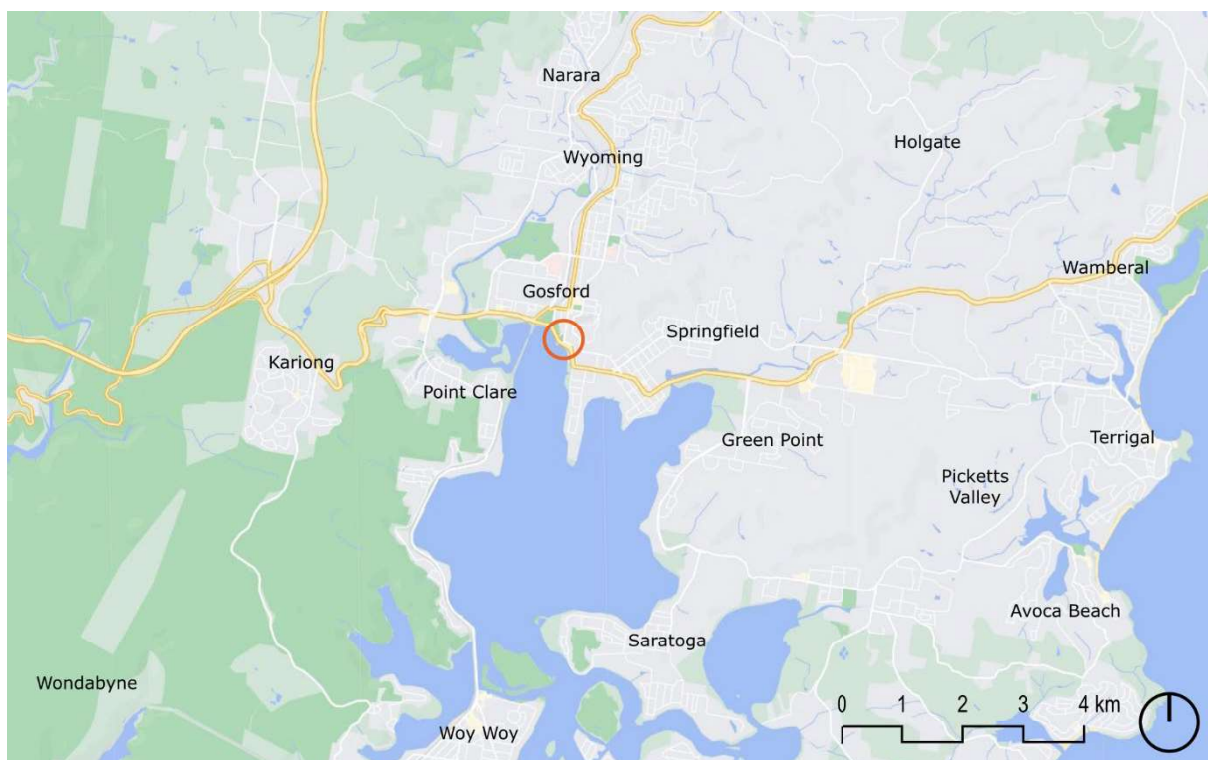 Narara
Holgate
Wyoming
Wamberal
Gosford
Springfield
Kariong
Point Clare
Green Point
Terrigal
Picketts
Valley
Avoca Beach
Saratoga
Wondabyne
Woy Woy
0 1 2 3 4 km